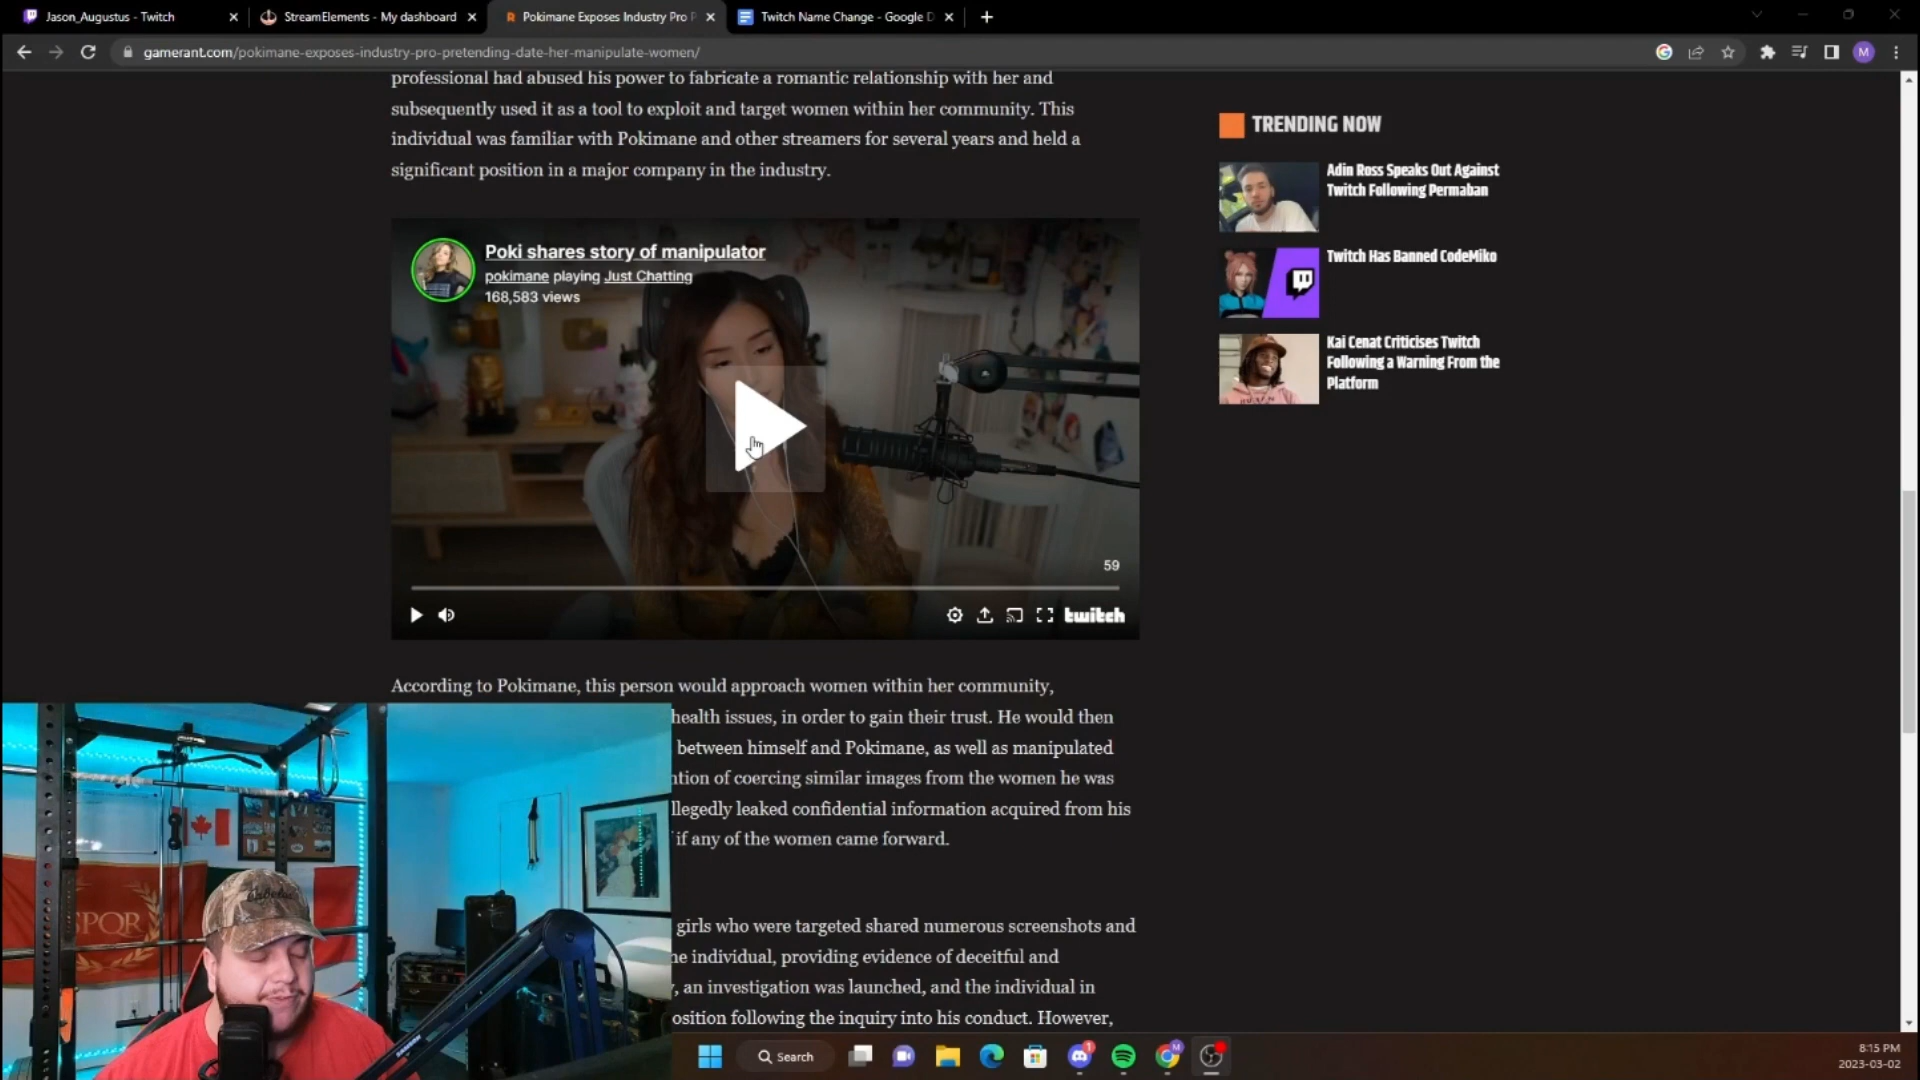 Jason_Augustus - Twitch
StreamElements - My dashboard
Pokimane Exposes Industry Pro P
Twitch Name Change - Google D
gamerant.com/pokimane-exposes-industry-pro-pretending-date-her-manipulate-women/
M
professional had abused his power to fabricate a romantic relationship with her and
subsequently used it as a tool to exploit and target women within her community. This
individual was familiar with Pokimane and other streamers for several years and held a
significant position in a major company in the industry.
TRENDING NOW
Adin Ross Speaks Out Against
Twitch Following Permaban
Twitch Has Banned CodeMiko
Kai Cenat Criticises Twitch
Following a Warning From the
Platform
Poki shares story of manipulator
pokimane playing Just Chatting
168,583 views
59
twitch
According to Pokimane, this person would approach women within her community,
health issues, in order to gain their trust. He would then
between himself and Pokimane, as well as manipulated
ntion of coercing similar images from the women he was
llegedly leaked confidential information acquired from his
if any of the women came forward.
girls who were targeted shared numerous screenshots and
he individual, providing evidence of deceitful and
, an investigation was launched, and the individual in
osition following the inquiry into his conduct. However,
SPQR
Search
1
M
8:15 PM
2023-03-02